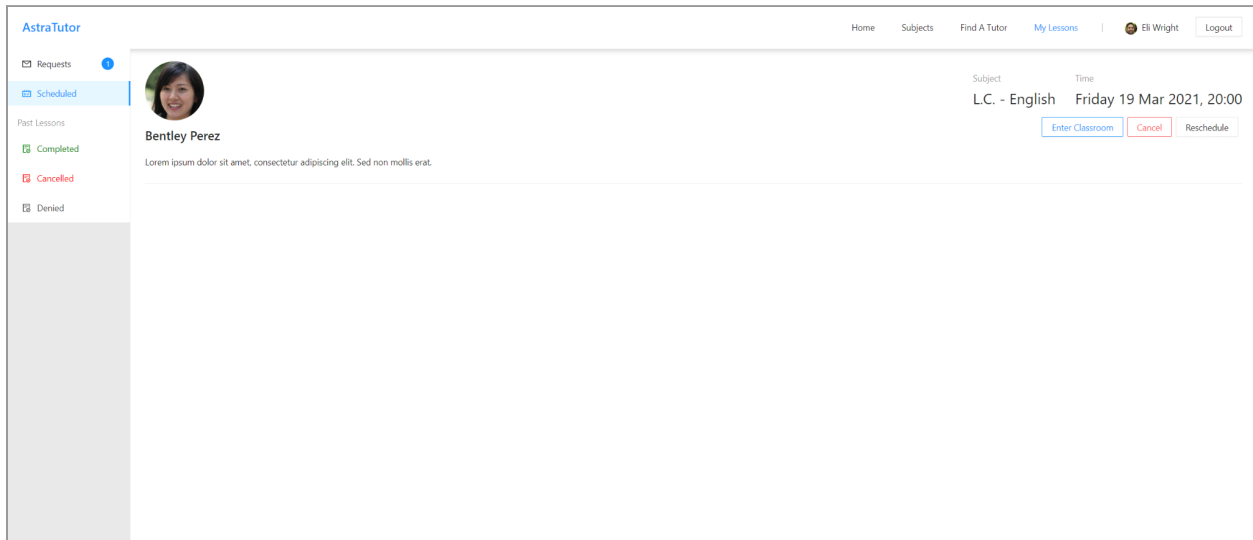 AstraTutor
Home Subjects Find A Tutor My Lessons | Eli Wright Logout
Requests 1
Scheduled
Past Lessons
Completed
Cancelled
Denied
Bentley Perez
Lorem ipsum dolor sit amet, consectetur adipiscing elit. Sed non mollis erat.
Subject Time
L.C. - English Friday 19 Mar 2021, 20:00
Enter Classroom Cancel Reschedule